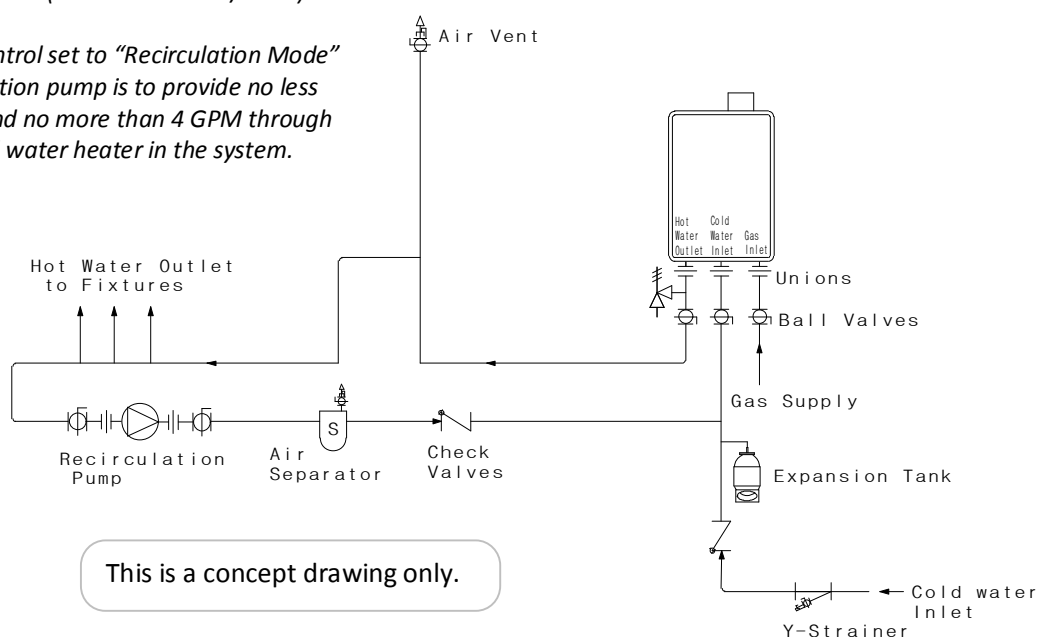 Air Vent
ntrol set to “Recirculation Mode”
tion pump is to provide no less
nd no more than 4 GPM through
water heater in the system.
Hot Cold
Water Water Gas
Outlet Inlet Inlet
Hot Water Outlet
to Fixtures
Unions
Ball Valves
Gas Supply
S
Recirculation
Pump
Air
Separator
Check
Valves
Expansion Tank
This is a concept drawing only.
Cold water
Inlet
Y-Strainer